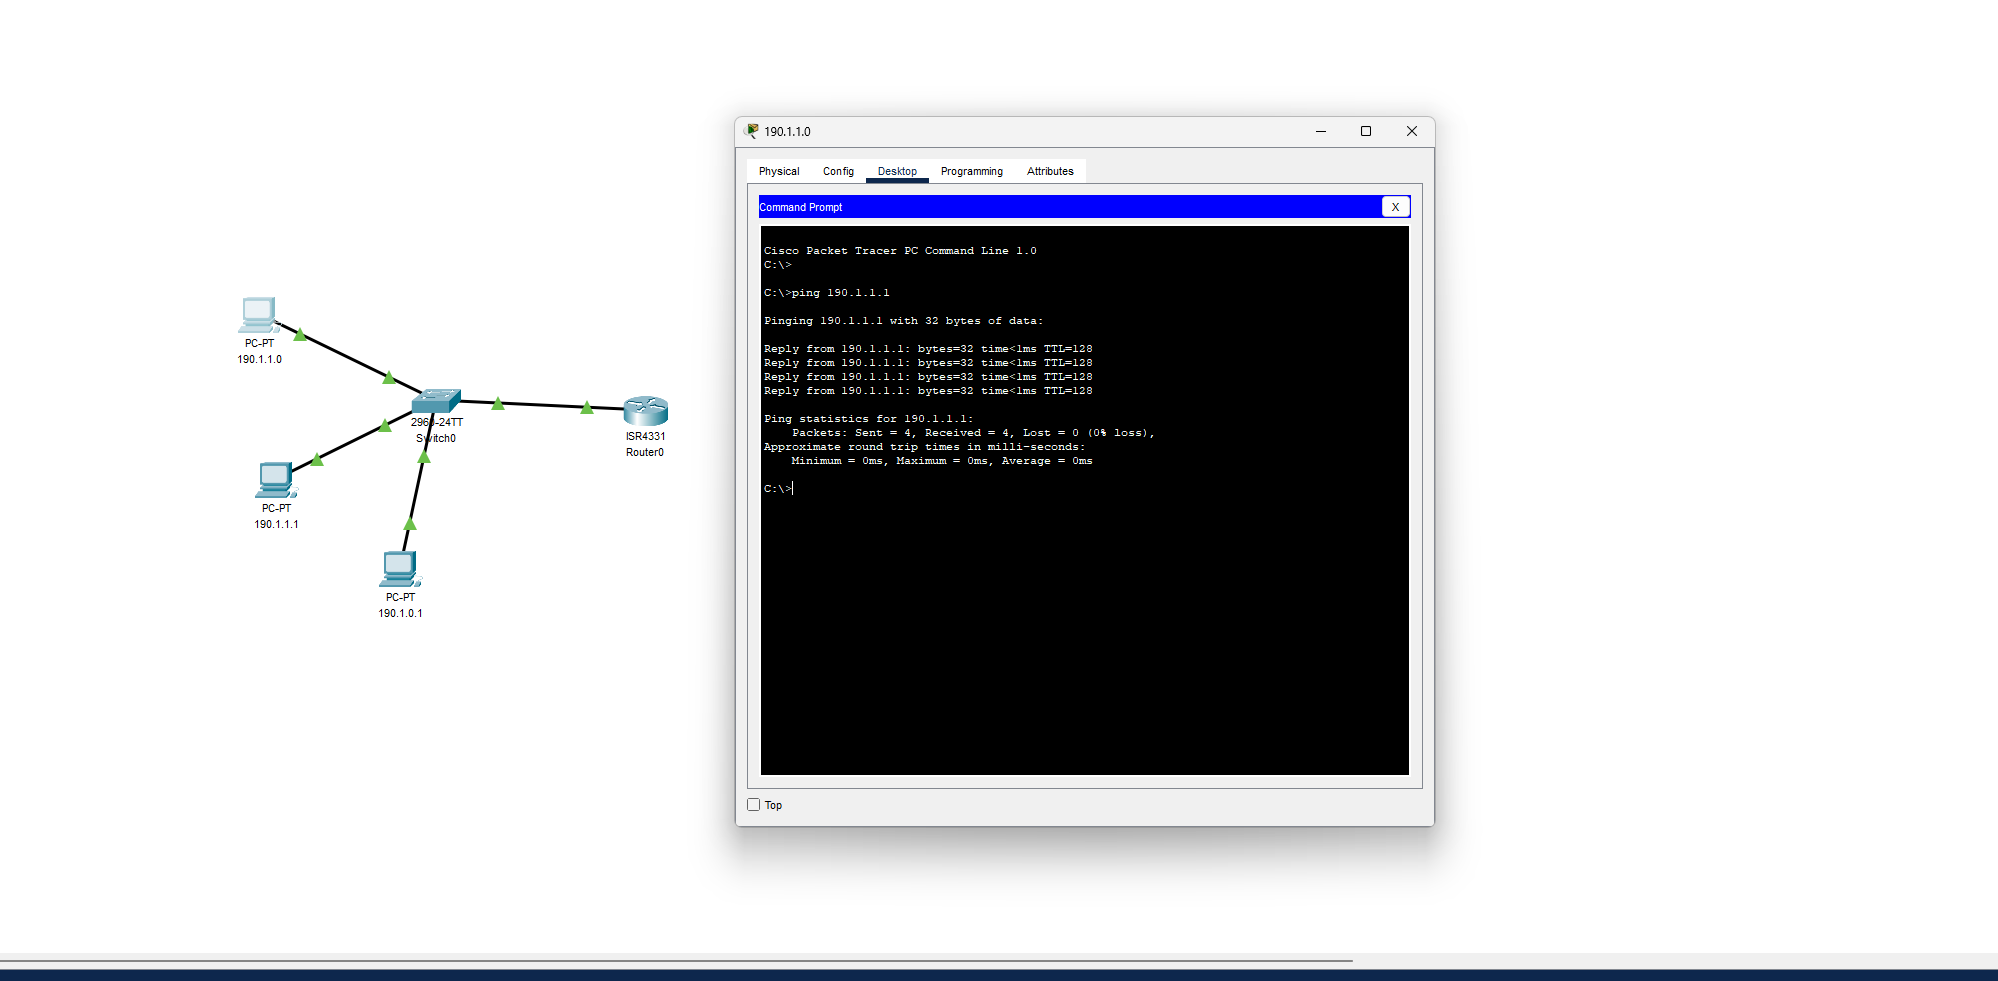 190.1.1.0
Physical Config Desktop Programming Attributes
Command Prompt X
Cisco Packet Tracer PC Command Line 1.0
C:\>
C:\>ping 190.1.1.1
Pinging 190.1.1.1 with 32 bytes of data:
Reply from 190.1.1.1: bytes=32 time<1ms TTL=128
Reply from 190.1.1.1: bytes=32 time<1ms TTL=128
Reply from 190.1.1.1: bytes=32 time<1ms TTL=128
Reply from 190.1.1.1: bytes=32 time<1ms TTL=128
Ping statistics for 190.1.1.1:
Packets: Sent = 4, Received = 4, Lost = 0 (0% loss),
Approximate round trip times in milli-seconds:
Minimum = 0ms, Maximum = 0ms, Average = 0ms
C:\>
Top
PC-PT
190.1.1.0
2960-24TT
Switch0
ISR4331
Router0
PC-PT
190.1.1.1
PC-PT
190.1.0.1